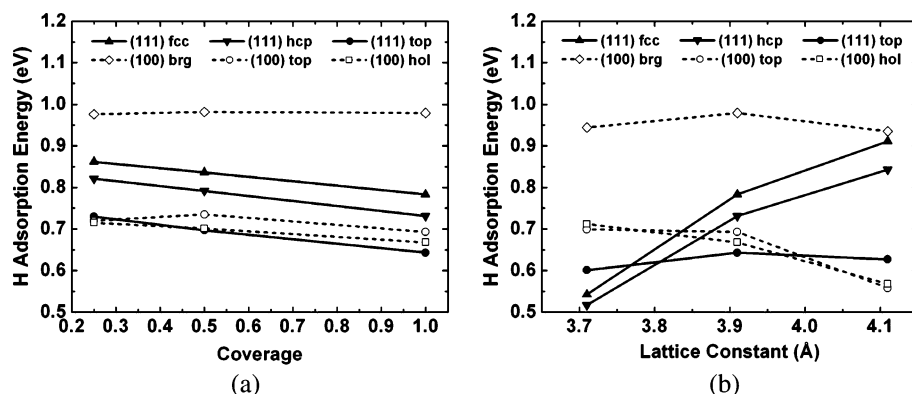 H Adsorption Energy (eV)
1.2
1.1
1.0
0.9
0.8
0.7
0.6
0.5
(111) fcc (111) hcp (111) top
(100) brg (100) top (100) hol
0.2 0.3 0.4 0.5 0.6 0.7 0.8 0.9 1.0
Coverage
(a)
H Adsorption Energy (eV)
1.2
1.1
1.0
0.9
0.8
0.7
0.6
0.5
(111) fcc (111) hcp (111) top
(100) brg (100) top (100) hol
3.7 3.8 3.9 4.0 4.1
Lattice Constant (Å)
(b)